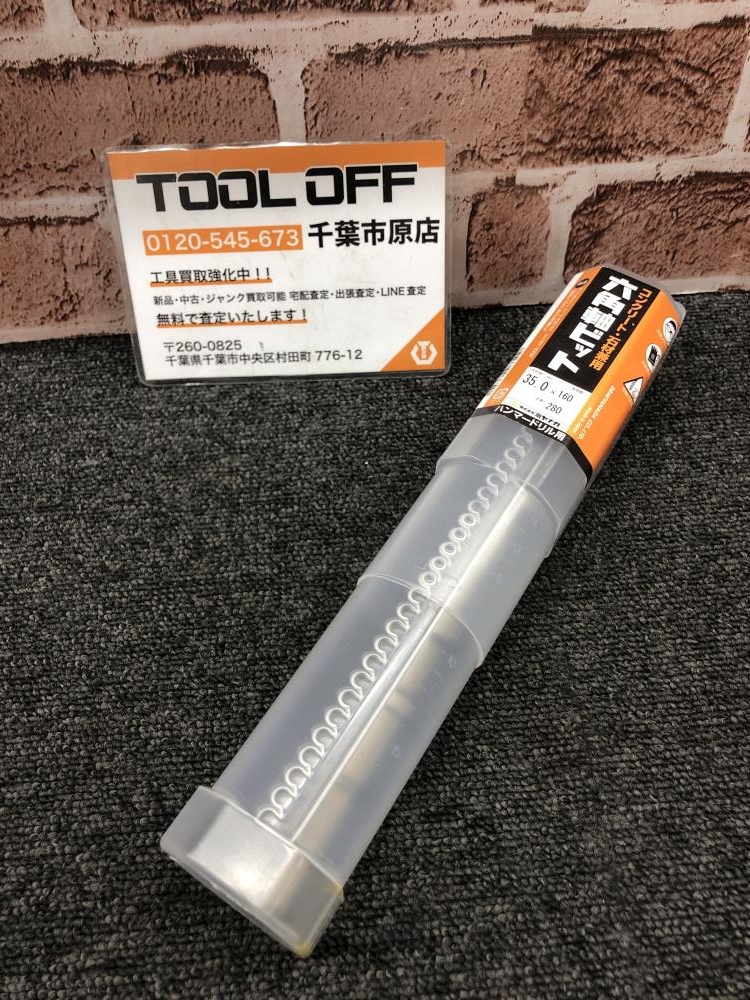 TOOL OFF
0120-545-673 千葉市原店
工具買取強化中!!
新品・中古・ジャンク買取可能 宅配査定・出張査定・LINE査定
無料で査定いたします!
〒260-0825
千葉県千葉市中央区村田町 776-12
コンクリート・石材兼用
六角軸ビット
35.0 × 160
280
ハンマードリル用